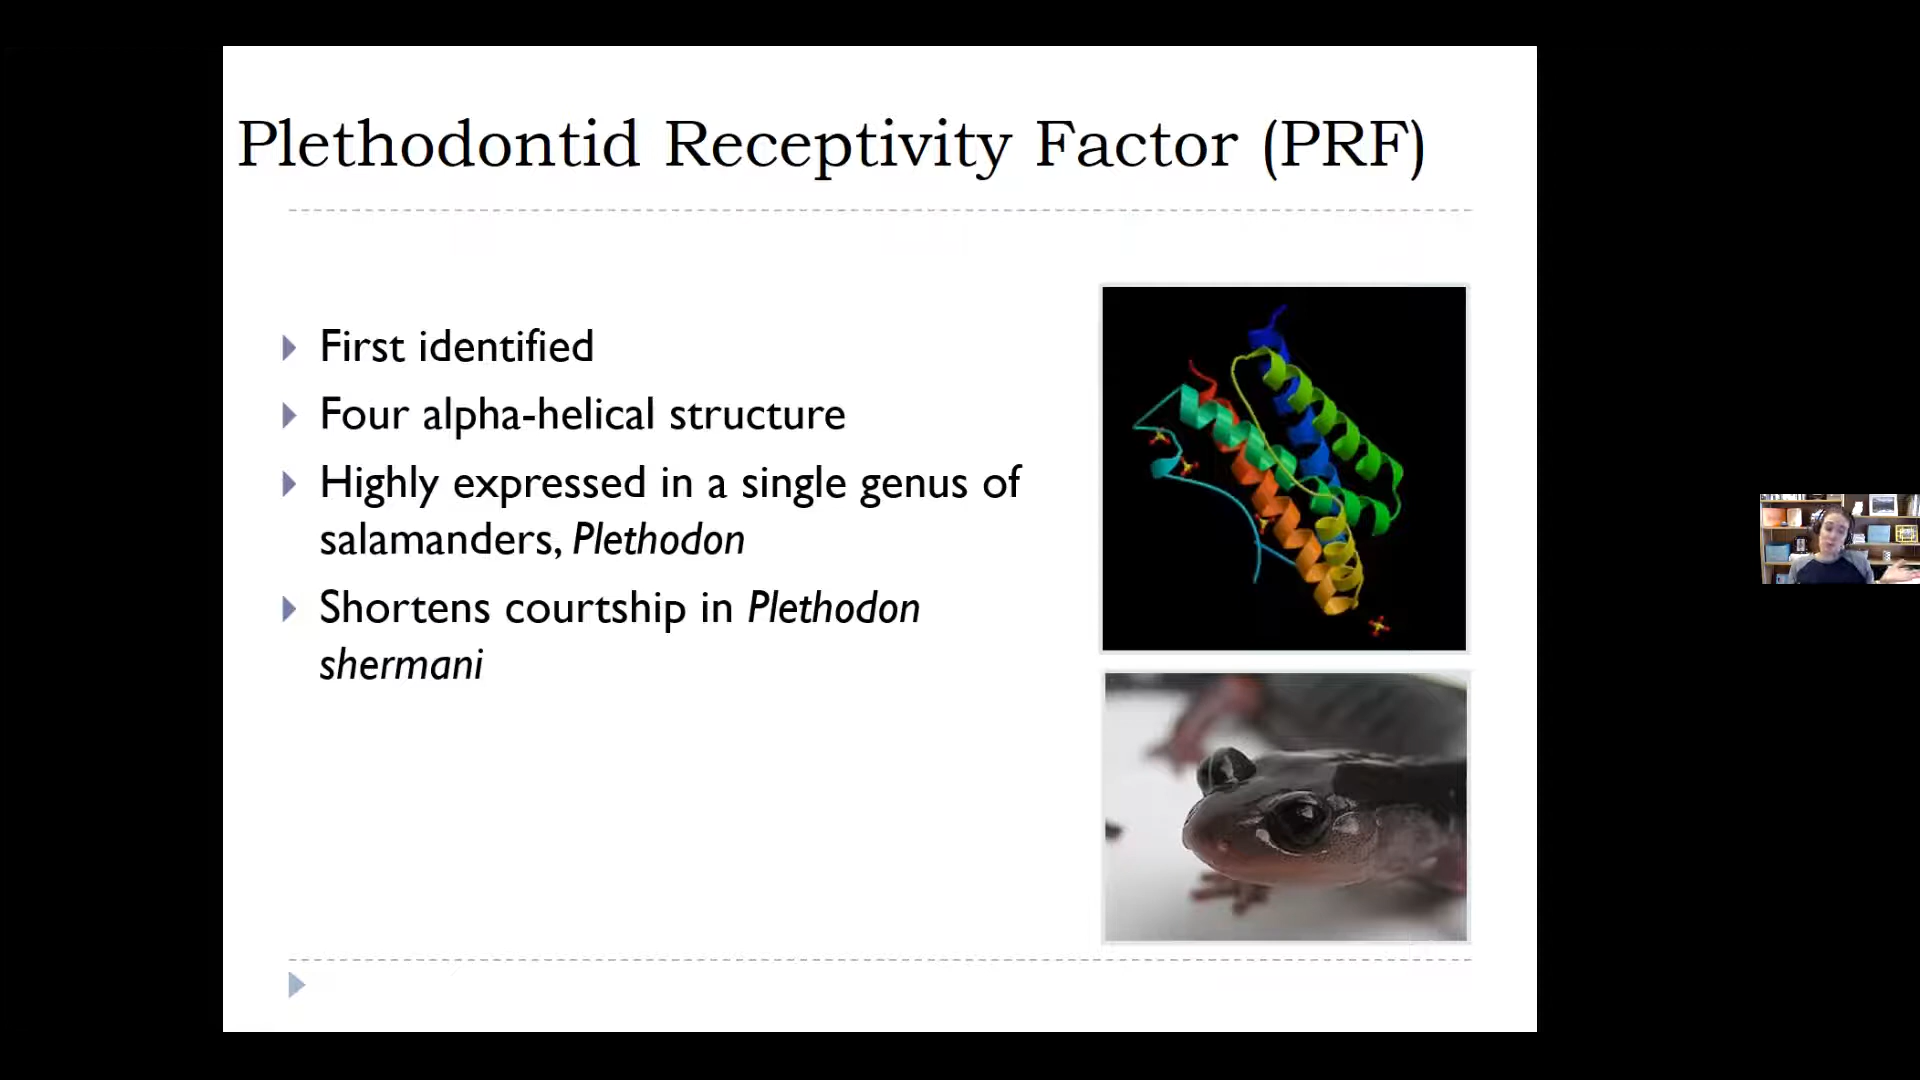 Plethodontid Receptivity Factor (PRF)
First identified
Four alpha-helical structure
Highly expressed in a single genus of
salamanders, Plethodon
Shortens courtship in Plethodon
shermani